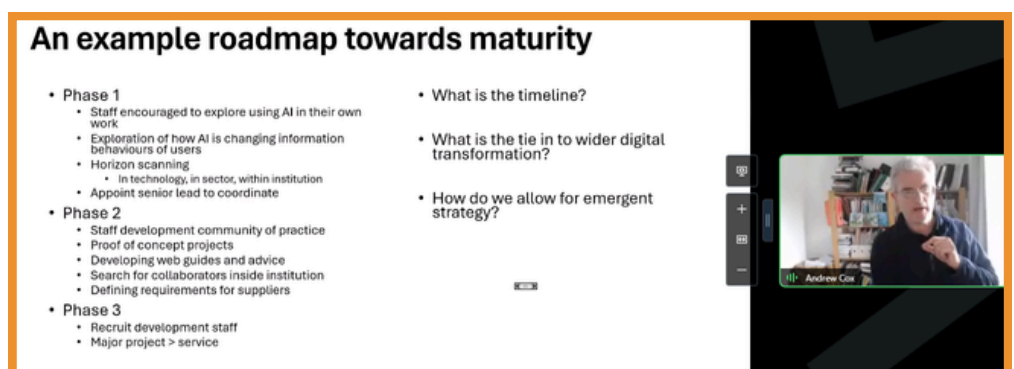 An example roadmap towards maturity
• Phase 1
• Staff encouraged to explore using AI in their own
work
• Exploration of how AI is changing information
behaviours of users
• Horizon scanning
• In technology, in sector, within institution
• Appoint senior lead to coordinate
• Phase 2
• Staff development community of practice
• Proof of concept projects
• Developing web guides and advice
• Search for collaborators inside institution
• Defining requirements for suppliers
• Phase 3
• Recruit development staff
• Major project > service
• What is the timeline?
• What is the tie in to wider digital
transformation?
• How do we allow for emergent
strategy?
Andrew Cox